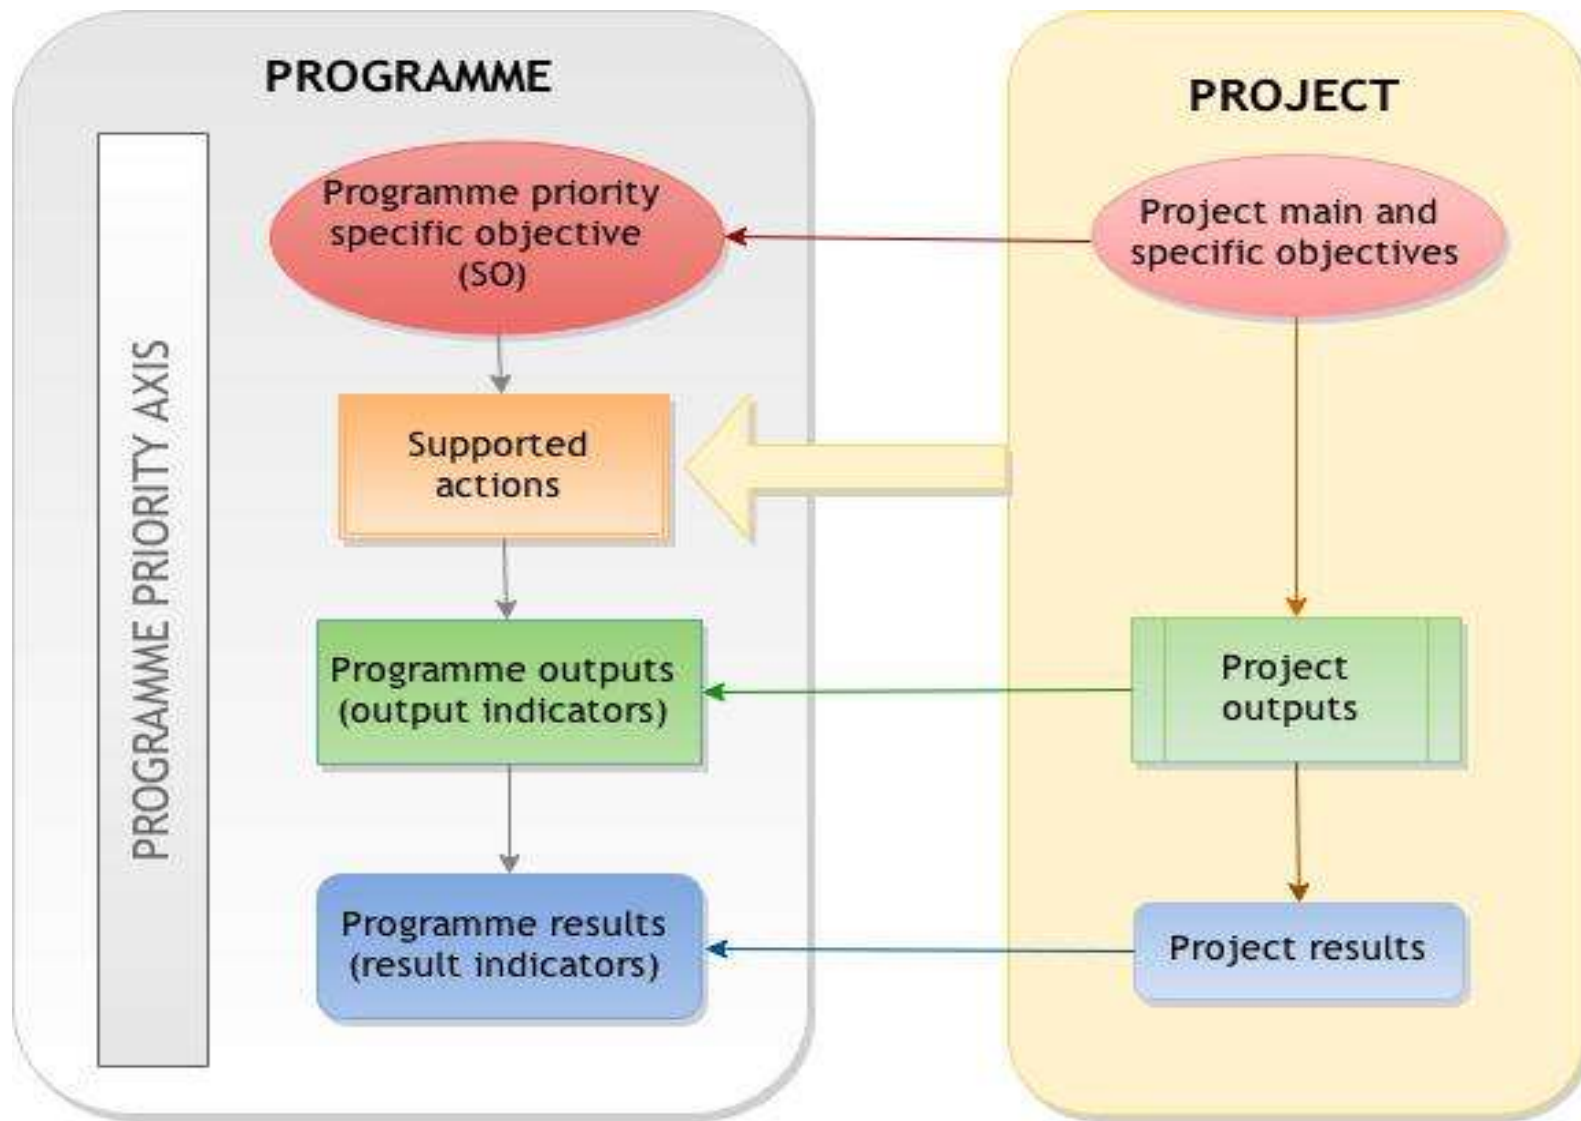 PROGRAMME
PROGRAMME PRIORITY AXIS
Programme priority
specific objective
(SO)
Supported
actions
Programme outputs
(output indicators)
Programme results
(result indicators)
PROJECT
Project main and
specific objectives
Project
outputs
Project results